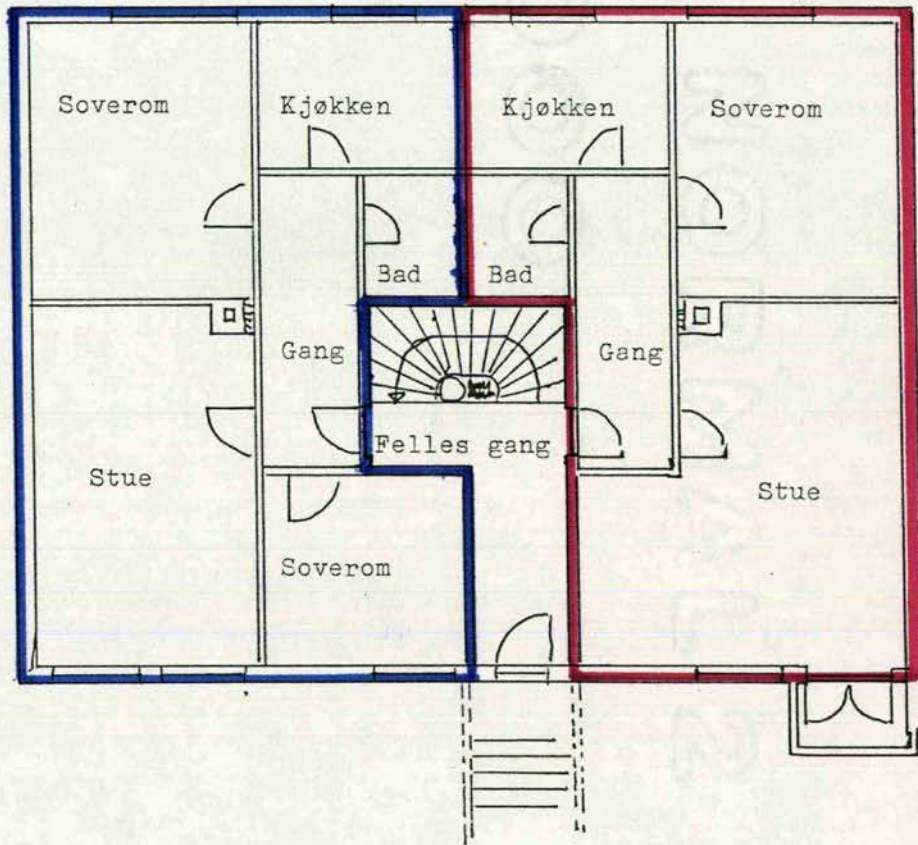 Soverom Kjøkken Kjøkken Soverom
Bad Bad
Gang Gang
Felles gang
Stue Stue
Soverom